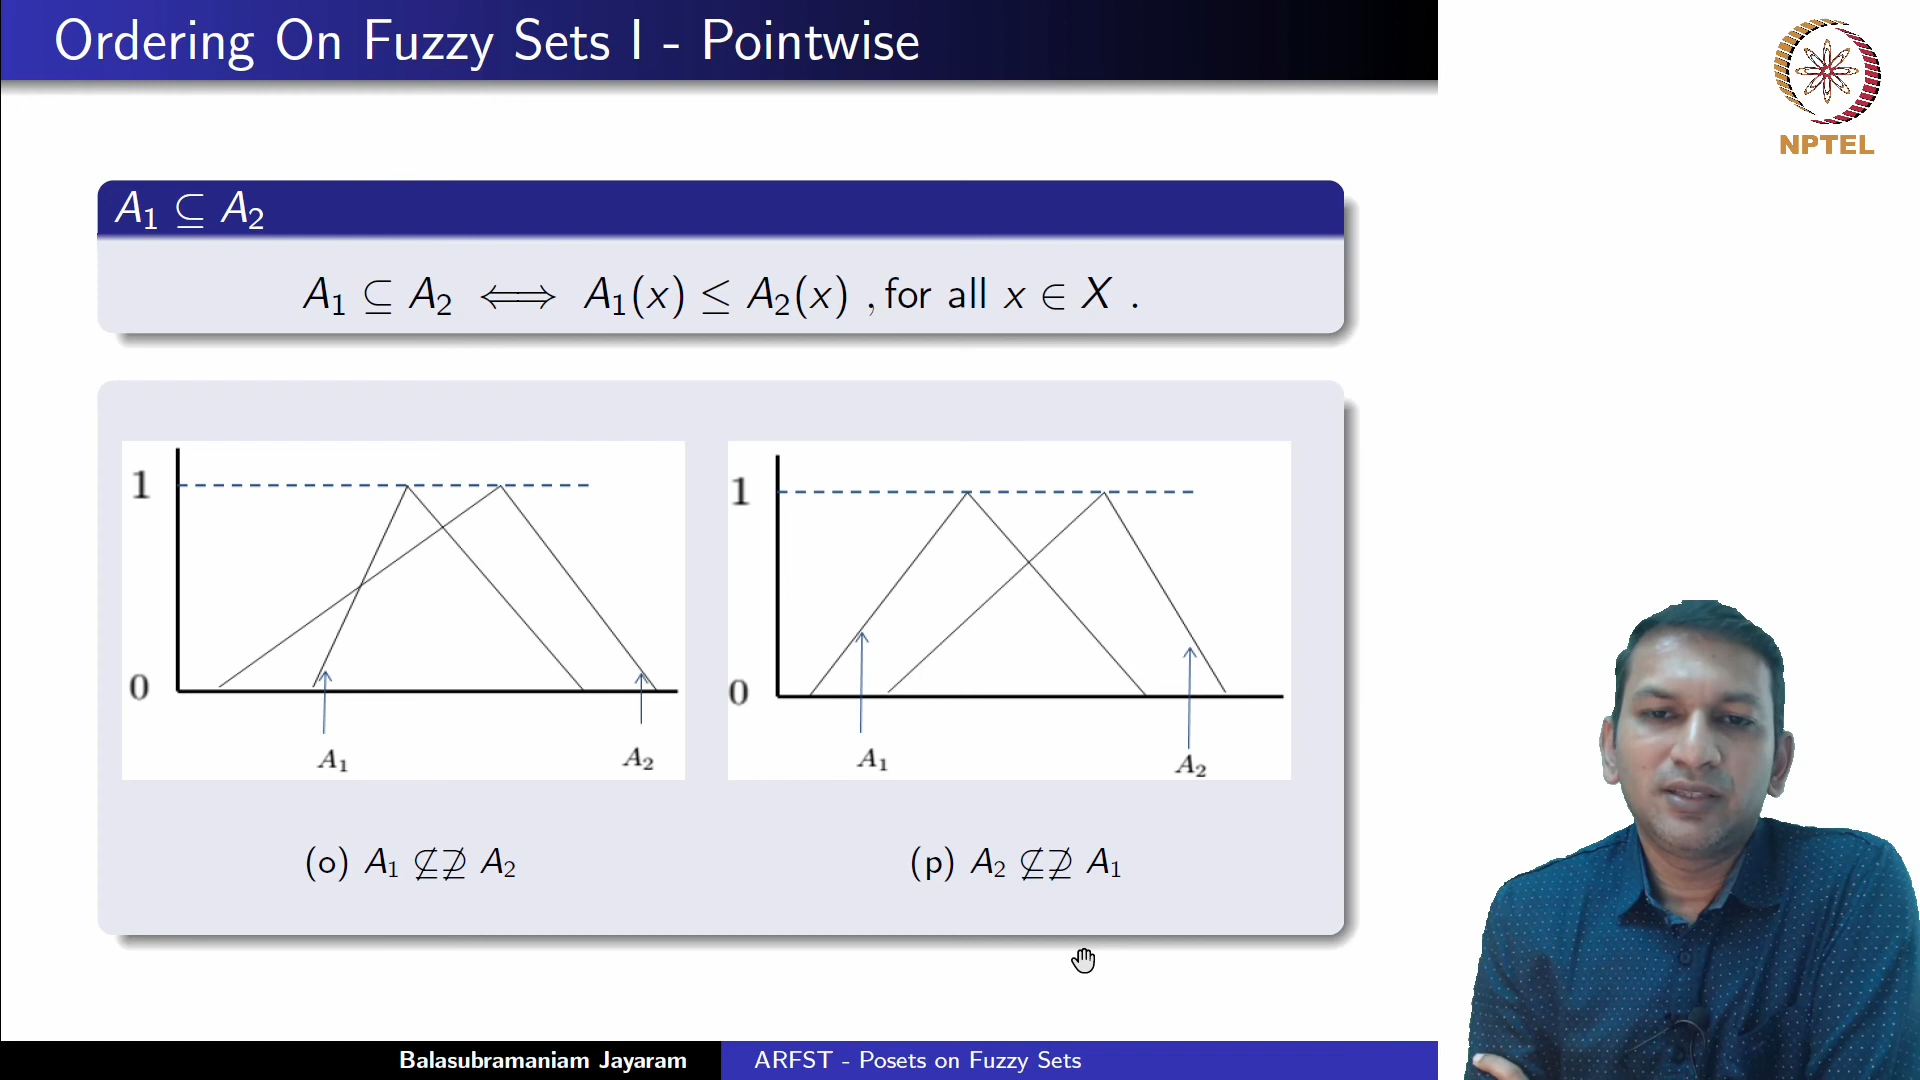 Ordering On Fuzzy Sets I - Pointwise
NPTEL
A₁ ⊆ A₂
A₁ ⊆ A₂ ⟺ A₁(x) ≤ A₂(x) , for all x ∈ X .
1
0
A₁
A₂
1
0
A₁
A₂
(o) A₁ ⊈⊉ A₂
(p) A₂ ⊈⊉ A₁
Balasubramaniam Jayaram
ARFST - Posets on Fuzzy Sets